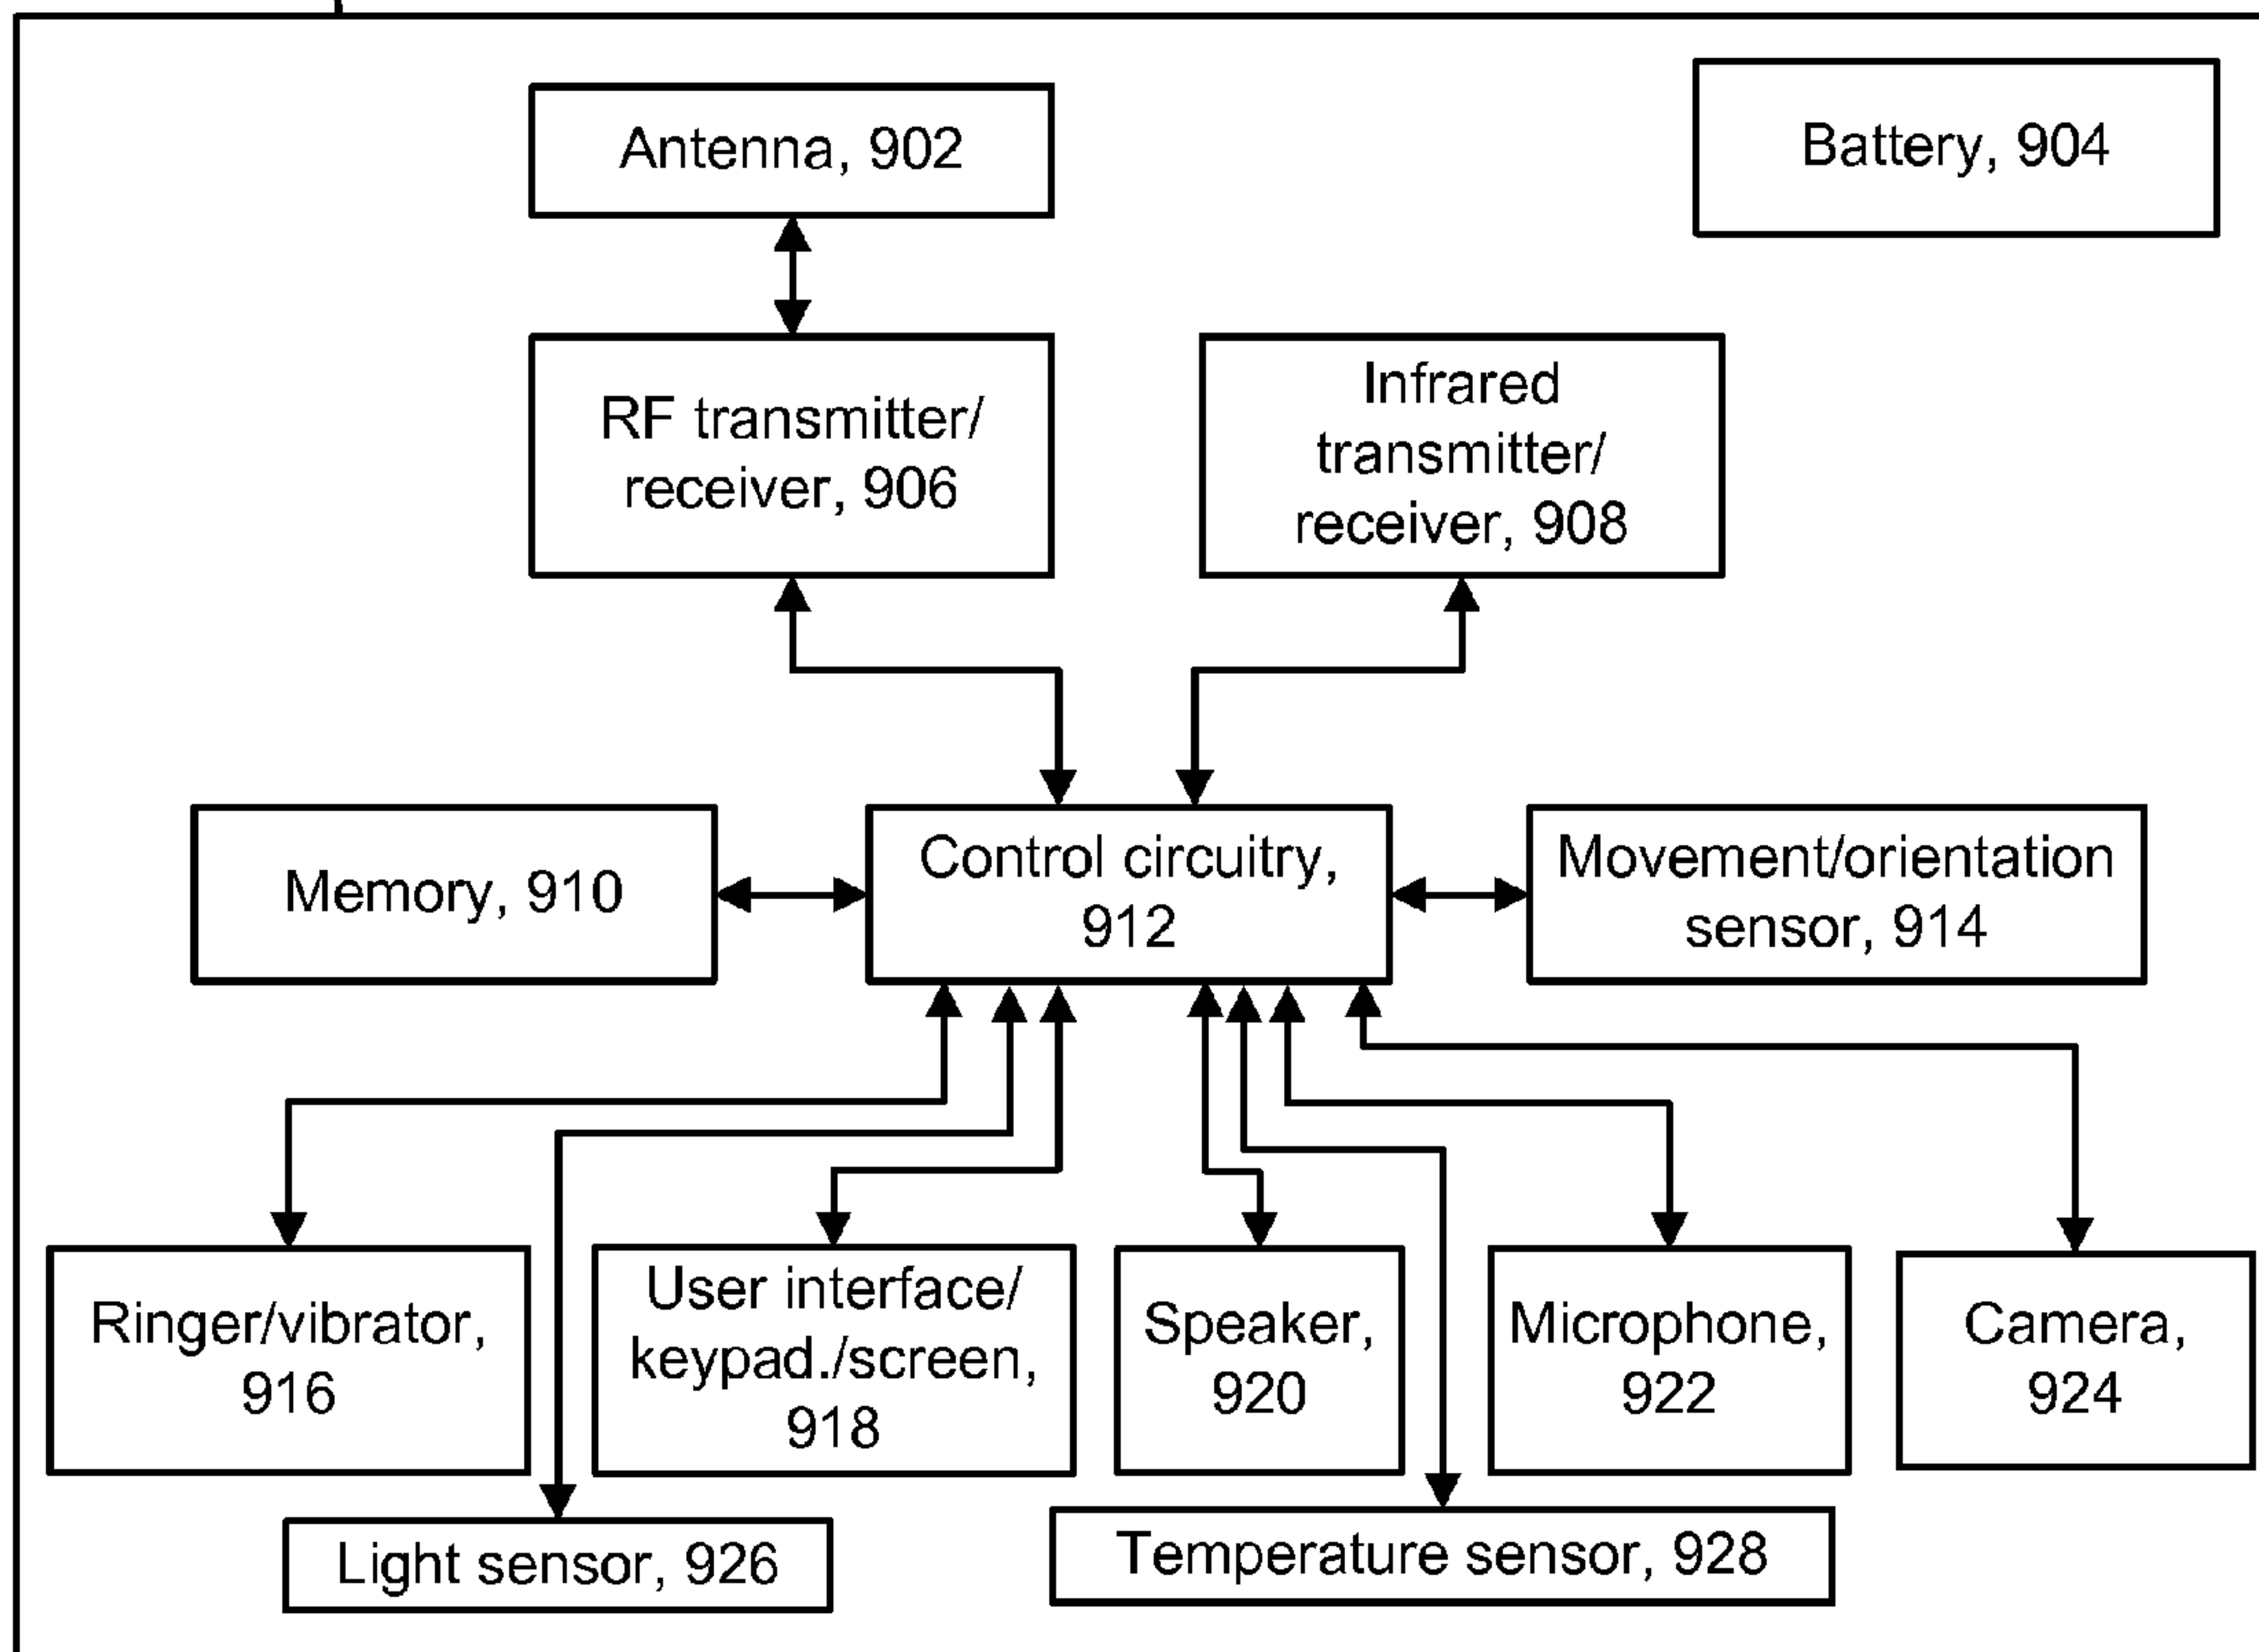 Antenna, 902
Battery, 904
RF transmitter/
receiver, 906
Infrared
transmitter/
receiver, 908
Memory, 910
Control circuitry,
912
Movement/orientation
sensor, 914
Ringer/vibrator,
916
User interface/
keypad./screen,
918
Speaker,
920
Microphone,
922
Camera,
924
Light sensor, 926
Temperature sensor, 928